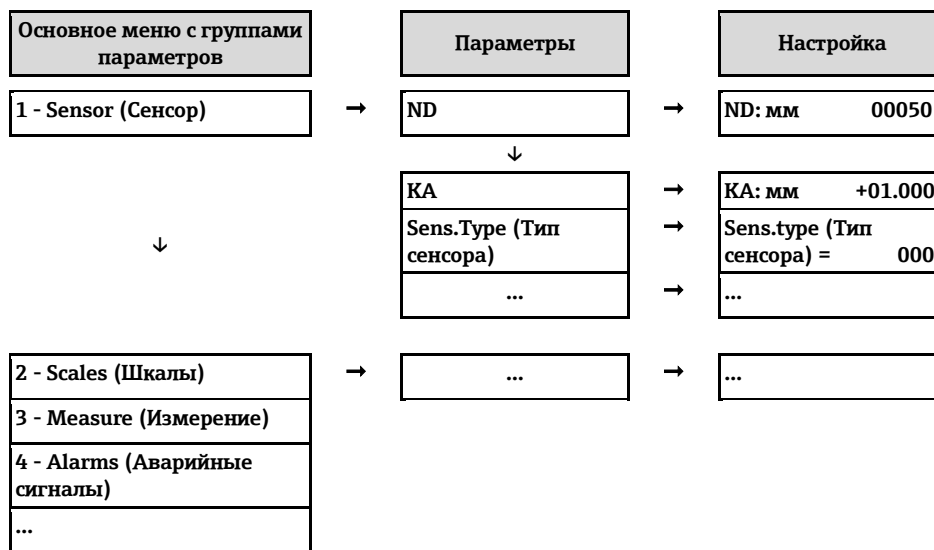 Основное меню с группами
параметров
Параметры
Настройка
1 - Sensor (Сенсор)
➞
ND
➞
ND: мм 00050
↓
KA
➞
KA: мм +01.000
↓
Sens.Type (Тип
сенсора)
➞
Sens.type (Тип
сенсора) = 000
...
➞
...
2 - Scales (Шкалы)
➞
...
➞
...
3 - Measure (Измерение)
4 - Alarms (Аварийные
сигналы)
...